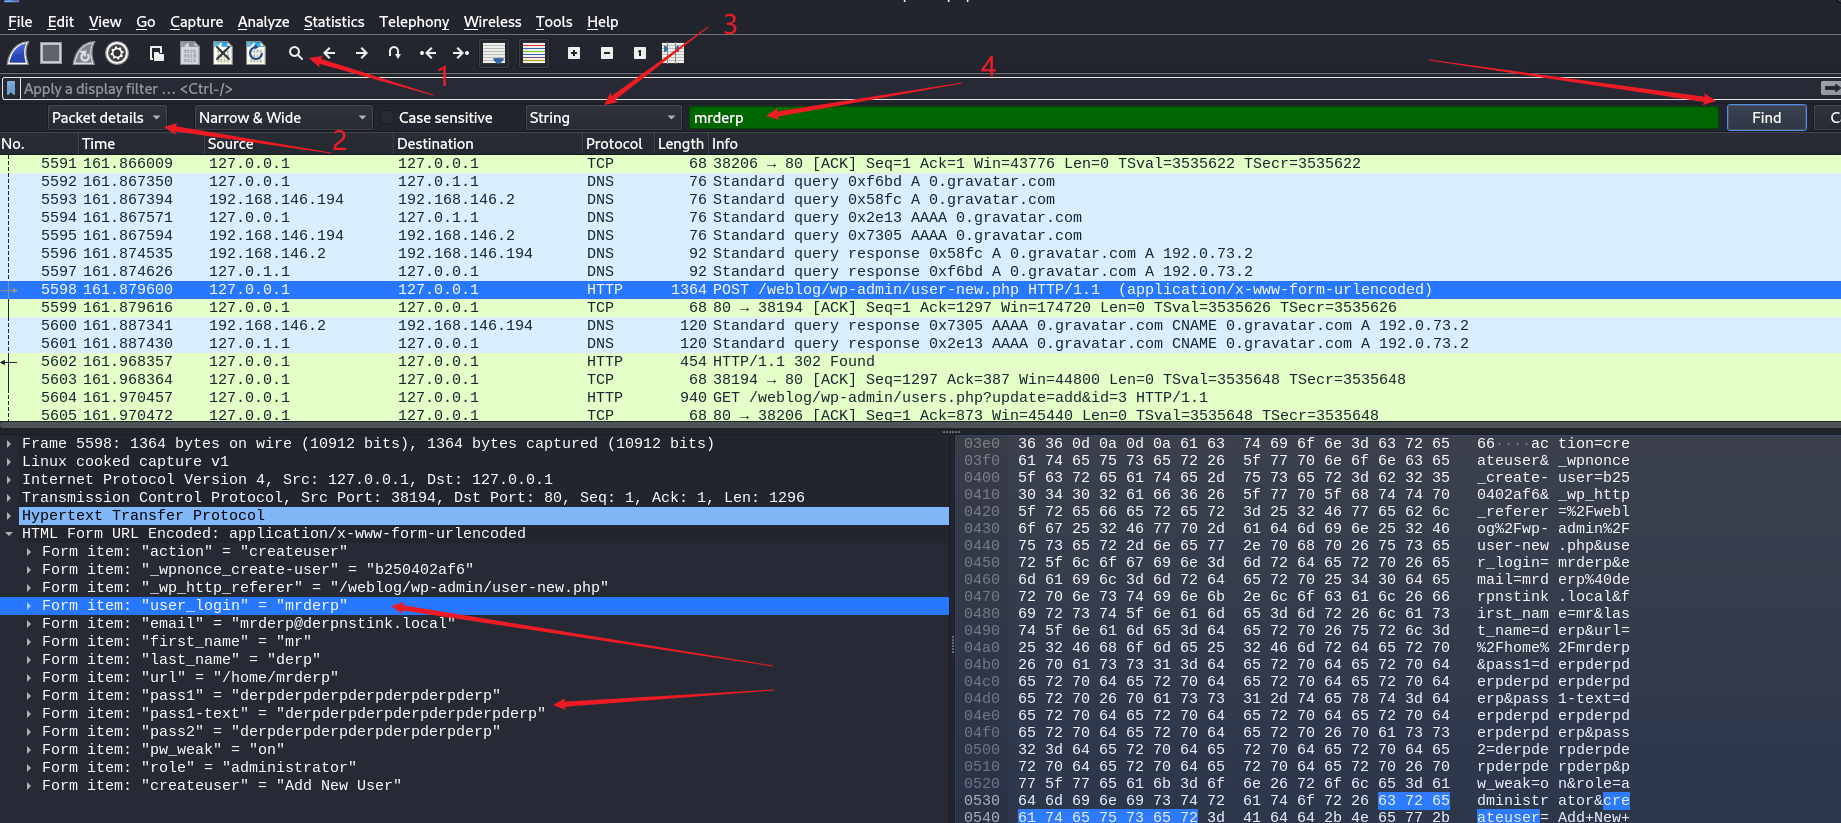 File Edit View Go Capture Analyze Statistics Telephony Wireless Tools Help
3
1
4
Apply a display filter … <Ctrl-/>
Packet details Narrow & Wide Case sensitive String mrderp Find
2
No. Time Source Destination Protocol Length Info
5591 161.866009 127.0.0.1 127.0.0.1 TCP 68 38206 → 80 [ACK] Seq=1 Ack=1 Win=43776 Len=0 TSval=3535622 TSecr=3535622
5592 161.867350 127.0.0.1 127.0.1.1 DNS 76 Standard query 0xf6bd A 0.gravatar.com
5593 161.867394 192.168.146.194 192.168.146.2 DNS 76 Standard query 0x58fc A 0.gravatar.com
5594 161.867571 127.0.0.1 127.0.1.1 DNS 76 Standard query 0x2e13 AAAA 0.gravatar.com
5595 161.867594 192.168.146.194 192.168.146.2 DNS 76 Standard query 0x7305 AAAA 0.gravatar.com
5596 161.874535 192.168.146.2 192.168.146.194 DNS 92 Standard query response 0x58fc A 0.gravatar.com A 192.0.73.2
5597 161.874626 127.0.1.1 127.0.0.1 DNS 92 Standard query response 0xf6bd A 0.gravatar.com A 192.0.73.2
5598 161.879600 127.0.0.1 127.0.0.1 HTTP 1364 POST /weblog/wp-admin/user-new.php HTTP/1.1 (application/x-www-form-urlencoded)
5599 161.879616 127.0.0.1 127.0.0.1 TCP 68 80 → 38194 [ACK] Seq=1 Ack=1297 Win=174720 Len=0 TSval=3535626 TSecr=3535626
5600 161.887341 192.168.146.2 192.168.146.194 DNS 120 Standard query response 0x7305 AAAA 0.gravatar.com CNAME 0.gravatar.com A 192.0.73.2
5601 161.887430 127.0.1.1 127.0.0.1 DNS 120 Standard query response 0x2e13 AAAA 0.gravatar.com CNAME 0.gravatar.com A 192.0.73.2
5602 161.968357 127.0.0.1 127.0.0.1 HTTP 454 HTTP/1.1 302 Found
5603 161.968364 127.0.0.1 127.0.0.1 TCP 68 38194 → 80 [ACK] Seq=1297 Ack=387 Win=44800 Len=0 TSval=3535648 TSecr=3535648
5604 161.970457 127.0.0.1 127.0.0.1 HTTP 940 GET /weblog/wp-admin/users.php?update=add&id=3 HTTP/1.1
5605 161.970472 127.0.0.1 127.0.0.1 TCP 68 80 → 38206 [ACK] Seq=1 Ack=873 Win=45440 Len=0 TSval=3535648 TSecr=3535648
Frame 5598: 1364 bytes on wire (10912 bits), 1364 bytes captured (10912 bits)
Linux cooked capture v1
Internet Protocol Version 4, Src: 127.0.0.1, Dst: 127.0.0.1
Transmission Control Protocol, Src Port: 38194, Dst Port: 80, Seq: 1, Ack: 1, Len: 1296
Hypertext Transfer Protocol
HTML Form URL Encoded: application/x-www-form-urlencoded
Form item: "action" = "createuser"
Form item: "_wpnonce_create-user" = "b250402af6"
Form item: "_wp_http_referer" = "/weblog/wp-admin/user-new.php"
Form item: "user_login" = "mrderp"
Form item: "email" = "mrderp@derpnstink.local"
Form item: "first_name" = "mr"
Form item: "last_name" = "derp"
Form item: "url" = "/home/mrderp"
Form item: "pass1" = "derpderpderpderpderpderpderp"
Form item: "pass1-text" = "derpderpderpderpderpderpderp"
Form item: "pass2" = "derpderpderpderpderpderpderp"
Form item: "pw_weak" = "on"
Form item: "role" = "administrator"
Form item: "createuser" = "Add New User"
03e0 36 36 0d 0a 0d 0a 61 63 74 69 6f 6e 3d 63 72 65 66····ac tion=cre
03f0 61 74 65 75 73 65 72 26 5f 77 70 6e 6f 6e 63 65 ateuser& _wpnonce
0400 5f 63 72 65 61 74 65 2d 75 73 65 72 3d 62 32 35 _create- user=b25
0410 30 34 30 32 61 66 36 26 5f 77 70 5f 68 74 74 70 0402af6& _wp_http
0420 5f 72 65 66 65 72 65 72 3d 25 32 46 77 65 62 6c _referer =%2Fwebl
0430 6f 67 25 32 46 77 70 2d 61 64 6d 69 6e 25 32 46 og%2Fwp- admin%2F
0440 75 73 65 72 2d 6e 65 77 2e 70 68 70 26 75 73 65 user-new .php&use
0450 72 5f 6c 6f 67 69 6e 3d 6d 72 64 65 72 70 26 65 r_login= mrderp&e
0460 6d 61 69 6c 3d 6d 72 64 65 72 70 25 34 30 64 65 mail=mrd erp%40de
0470 72 70 6e 73 74 69 6e 6b 2e 6c 6f 63 61 6c 26 66 rpnstink .local&f
0480 69 72 73 74 5f 6e 61 6d 65 3d 6d 72 26 6c 61 73 irst_nam e=mr&las
0490 74 5f 6e 61 6d 65 3d 64 65 72 70 26 75 72 6c 3d t_name=d erp&url=
04a0 25 32 46 68 6f 6d 65 25 32 46 6d 72 64 65 72 70 %2Fhome% 2Fmrderp
04b0 26 70 61 73 73 31 3d 64 65 72 70 64 65 72 70 64 &pass1=d erpderpd
04c0 65 72 70 64 65 72 70 64 65 72 70 64 65 72 70 64 erpderpd erpderpd
04d0 65 72 70 26 70 61 73 73 31 2d 74 65 78 74 3d 64 erp&pass 1-text=d
04e0 65 72 70 64 65 72 70 64 65 72 70 64 65 72 70 64 erpderpd erpderpd
04f0 65 72 70 64 65 72 70 64 65 72 70 26 70 61 73 73 erpderpd erp&pass
0500 32 3d 64 65 72 70 64 65 72 70 64 65 72 70 64 65 2=derpde rpderpde
0510 72 70 64 65 72 70 64 65 72 70 64 65 72 70 26 70 rpderpde rpderp&p
0520 77 5f 77 65 61 6b 3d 6f 6e 26 72 6f 6c 65 3d 61 w_weak=o n&role=a
0530 64 6d 69 6e 69 73 74 72 61 74 6f 72 26 63 72 65 dministr ator&cre
0540 61 74 65 75 73 65 72 3d 41 64 64 2b 4e 65 77 2b ateuser= Add+New+